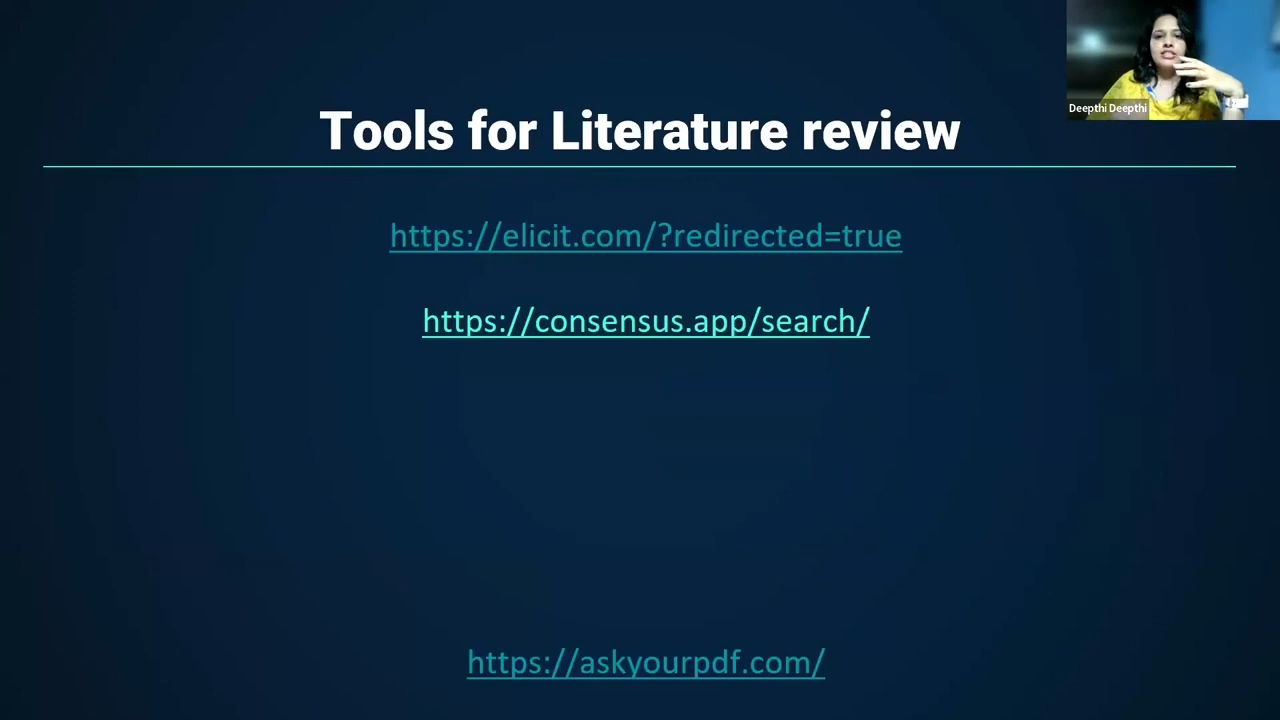 Deepthi Deepthi
Tools for Literature review
https://elicit.com/?redirected=true
https://consensus.app/search/
https://askyourpdf.com/